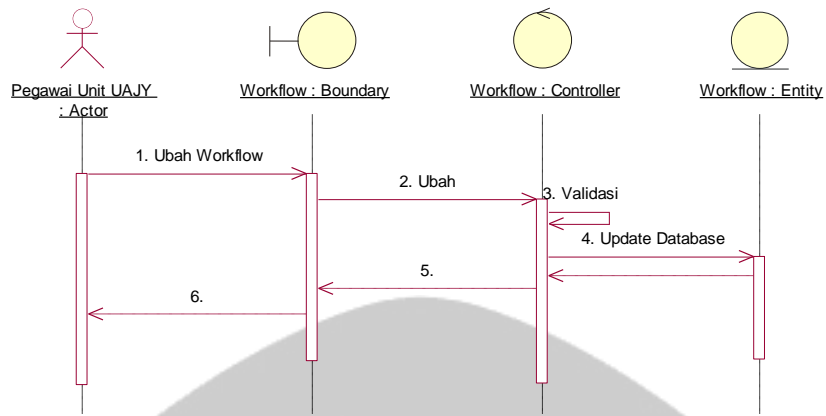 Pegawai Unit UAJY
: Actor
Workflow : Boundary
Workflow : Controller
Workflow : Entity
1. Ubah Workflow
2. Ubah
3. Validasi
4. Update Database
5.
6.